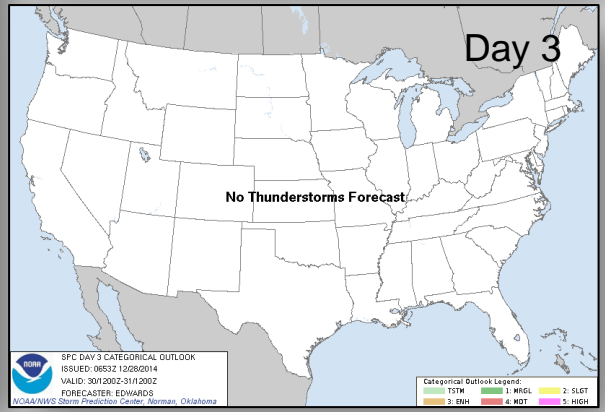 Day 3
No Thunderstorms Forecast
NOAA
SPC DAY 3 CATEGORICAL OUTLOOK
ISSUED: 0653Z 12/28/2014
VALID: 30/1200Z-31/1200Z
FORECASTER: EDWARDS
NOAA/NWS Storm Prediction Center, Norman, Oklahoma
Categorical Outlook Legend:
TSTM 1: MRGL 2: SLGT
3: ENH 4: MDT 5: HIGH